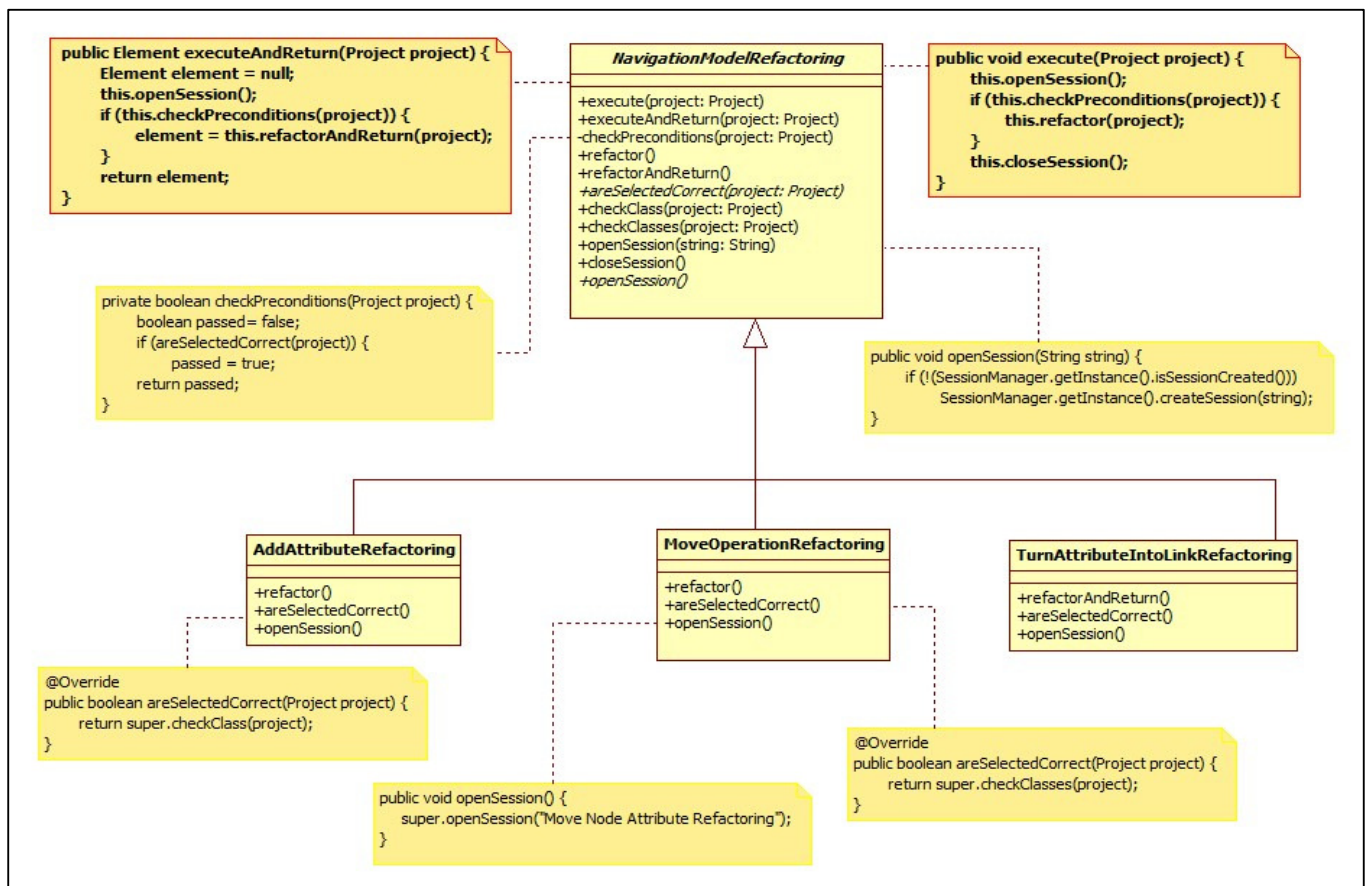 public Element executeAndReturn(Project project) {
Element element = null;
this.openSession();
if (this.checkPreconditions(project)) {
element = this.refactorAndReturn(project);
}
return element;
}
NavigationModelRefactoring
+execute(project: Project)
+executeAndReturn(project: Project)
-checkPreconditions(project: Project)
+refactor()
+refactorAndReturn()
+areSelectedCorrect(project: Project)
+checkClass(project: Project)
+checkClasses(project: Project)
+openSession(string: String)
+closeSession()
+openSession()
public void execute(Project project) {
this.openSession();
if (this.checkPreconditions(project)) {
this.refactor(project);
}
this.closeSession();
}
private boolean checkPreconditions(Project project) {
boolean passed= false;
if (areSelectedCorrect(project)) {
passed = true;
return passed;
}
public void openSession(String string) {
if (!(SessionManager.getInstance().isSessionCreated()))
SessionManager.getInstance().createSession(string);
}
AddAttributeRefactoring
+refactor()
+areSelectedCorrect()
+openSession()
MoveOperationRefactoring
+refactor()
+areSelectedCorrect()
+openSession()
TurnAttributeIntoLinkRefactoring
+refactorAndReturn()
+areSelectedCorrect()
+openSession()
@Override
public boolean areSelectedCorrect(Project project) {
return super.checkClass(project);
}
public void openSession() {
super.openSession("Move Node Attribute Refactoring");
}
@Override
public boolean areSelectedCorrect(Project project) {
return super.checkClasses(project);
}